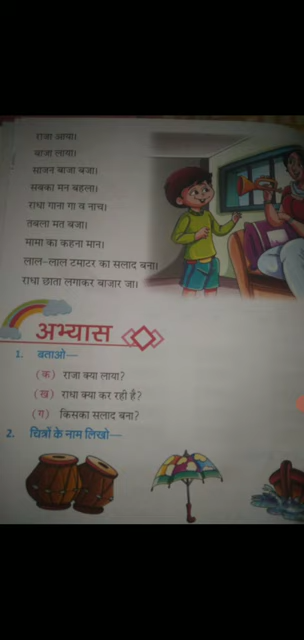 राजा आया।
बाजा लाया।
साजन बाजा बजा।
सबका मन बहला।
राधा गाना गा व नाच।
तबला मत बजा।
मामा का कहना मान।
लाल-लाल टमाटर का सलाद बना।
राधा छाता लगाकर बाजार जा।
अभ्यास
1. बताओ—
(क) राजा क्या लाया?
(ख) राधा क्या कर रही है?
(ग) किसका सलाद बना?
2. चित्रों के नाम लिखो—